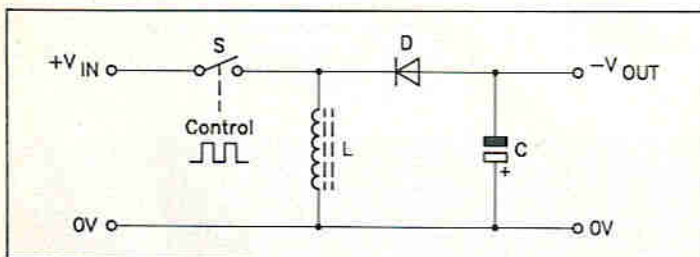 S
D
+V IN
-V OUT
Control
L
C
+
0V
0V